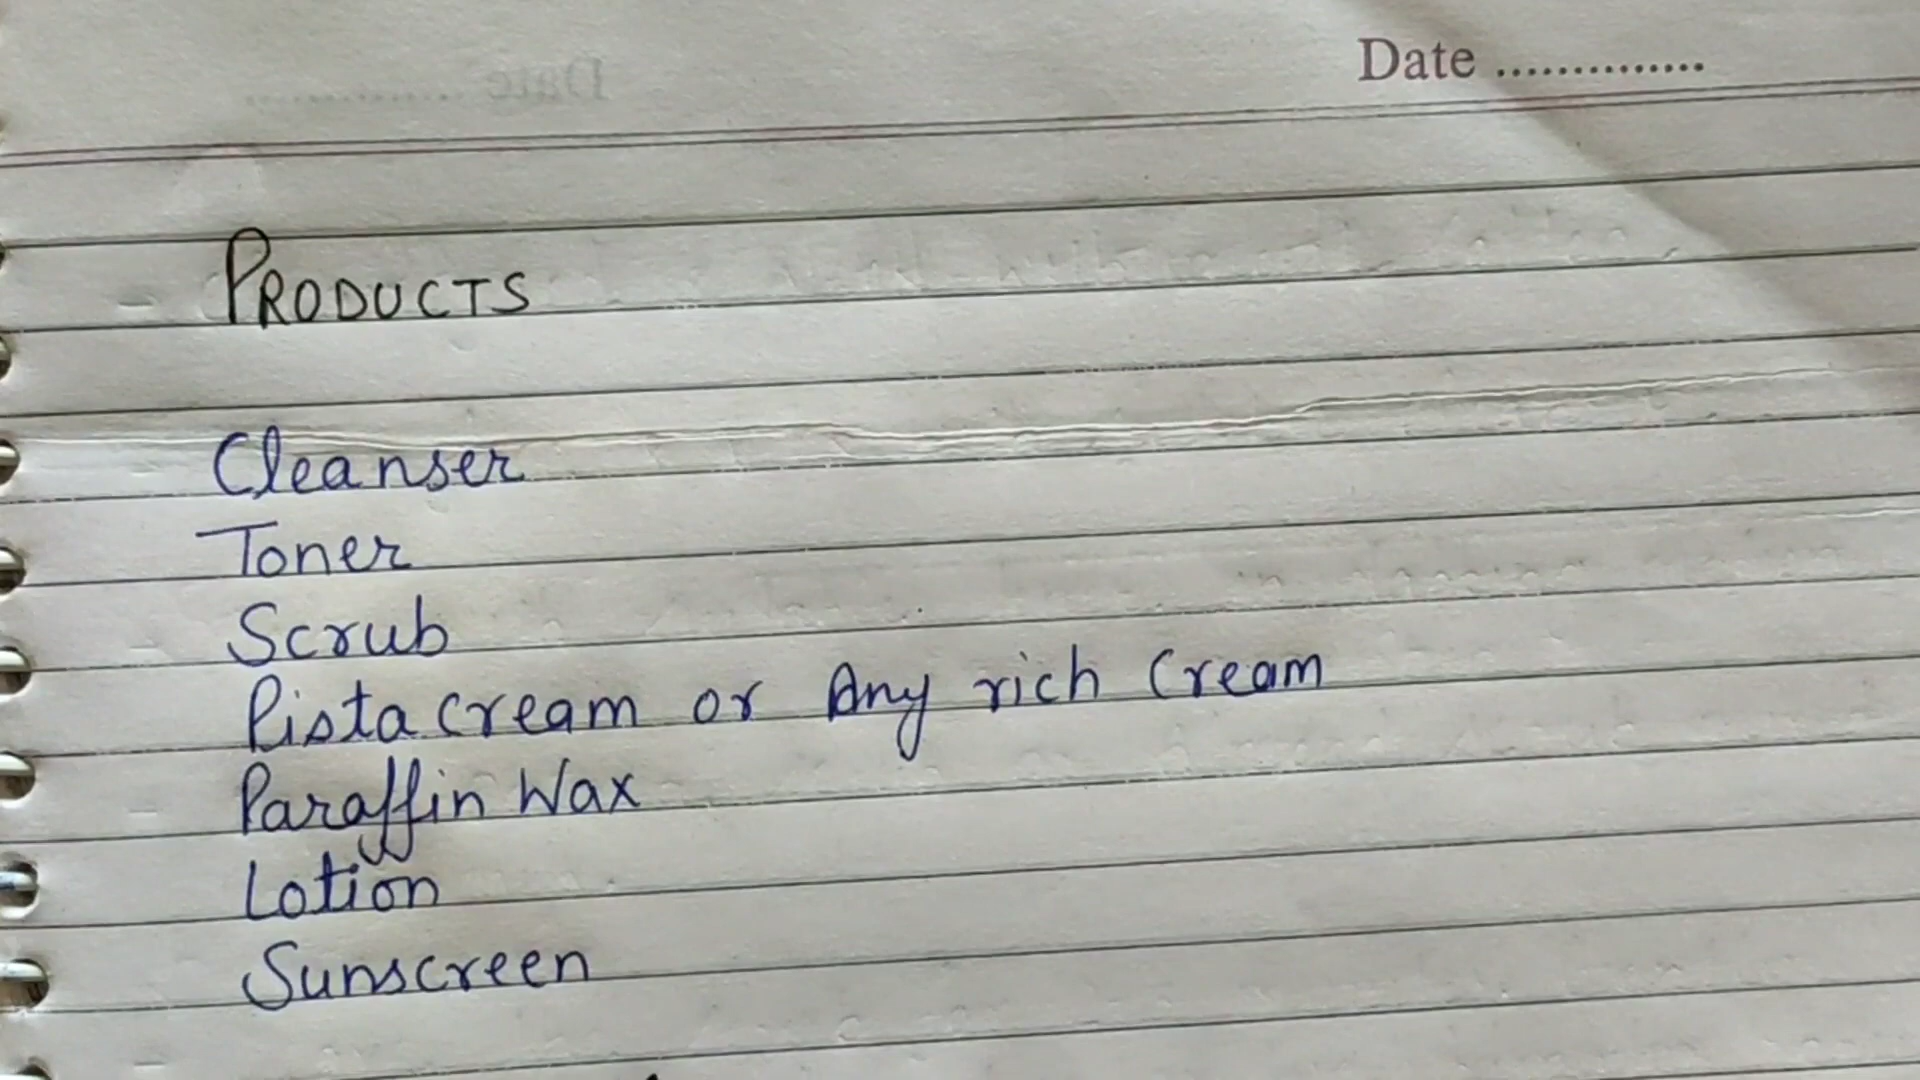 Date ..............
PRODUCTS
Cleanser
Toner
Scrub
Pista cream or Any rich Cream
Paraffin Wax
Lotion
Sunscreen